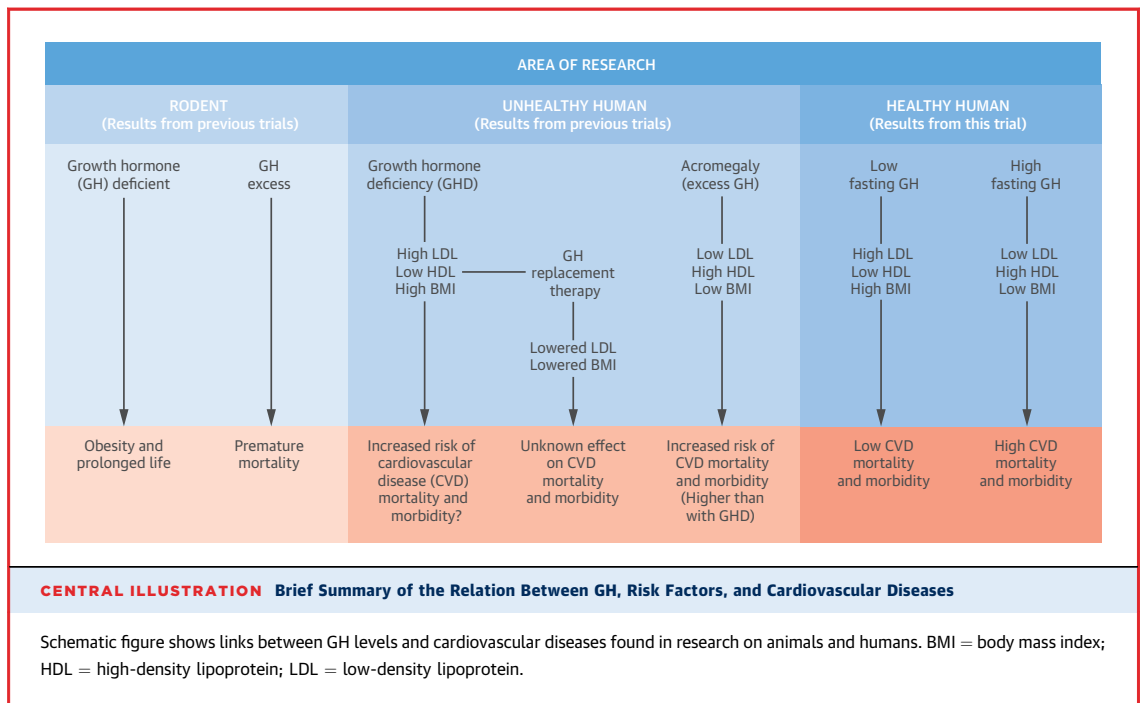 AREA OF RESEARCH
RODENT
(Results from previous trials)
UNHEALTHY HUMAN
(Results from previous trials)
HEALTHY HUMAN
(Results from this trial)
Growth hormone
(GH) deficient
GH
excess
Growth hormone
deficiency (GHD)
Acromegaly
(excess GH)
Low
fasting GH
High
fasting GH
High LDL
Low HDL
High BMI
GH
replacement
therapy
Low LDL
High HDL
Low BMI
High LDL
Low HDL
High BMI
Low LDL
High HDL
Low BMI
Lowered LDL
Lowered BMI
Obesity and
prolonged life
Premature
mortality
Increased risk of
cardiovascular
disease (CVD)
mortality and
morbidity?
Unknown effect
on CVD
mortality
and morbidity
Increased risk of
CVD mortality
and morbidity
(Higher than
with GHD)
Low CVD
mortality
and morbidity
High CVD
mortality
and morbidity
CENTRAL ILLUSTRATION Brief Summary of the Relation Between GH, Risk Factors, and Cardiovascular Diseases
Schematic figure shows links between GH levels and cardiovascular diseases found in research on animals and humans. BMI = body mass index;
HDL = high-density lipoprotein; LDL = low-density lipoprotein.